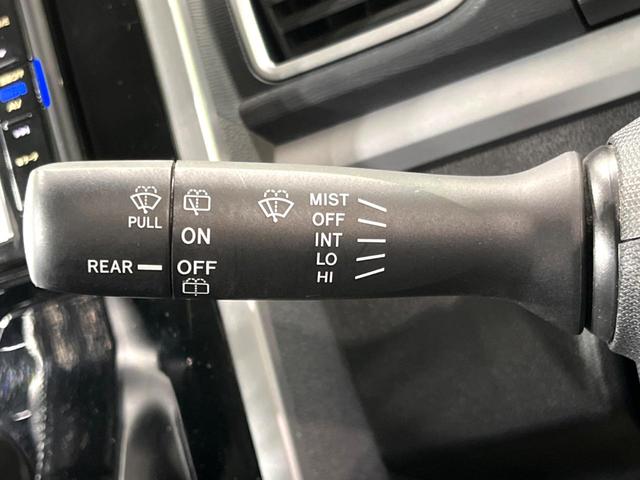 PULL
REAR
ON
OFF
MIST
OFF
INT
LO
HI